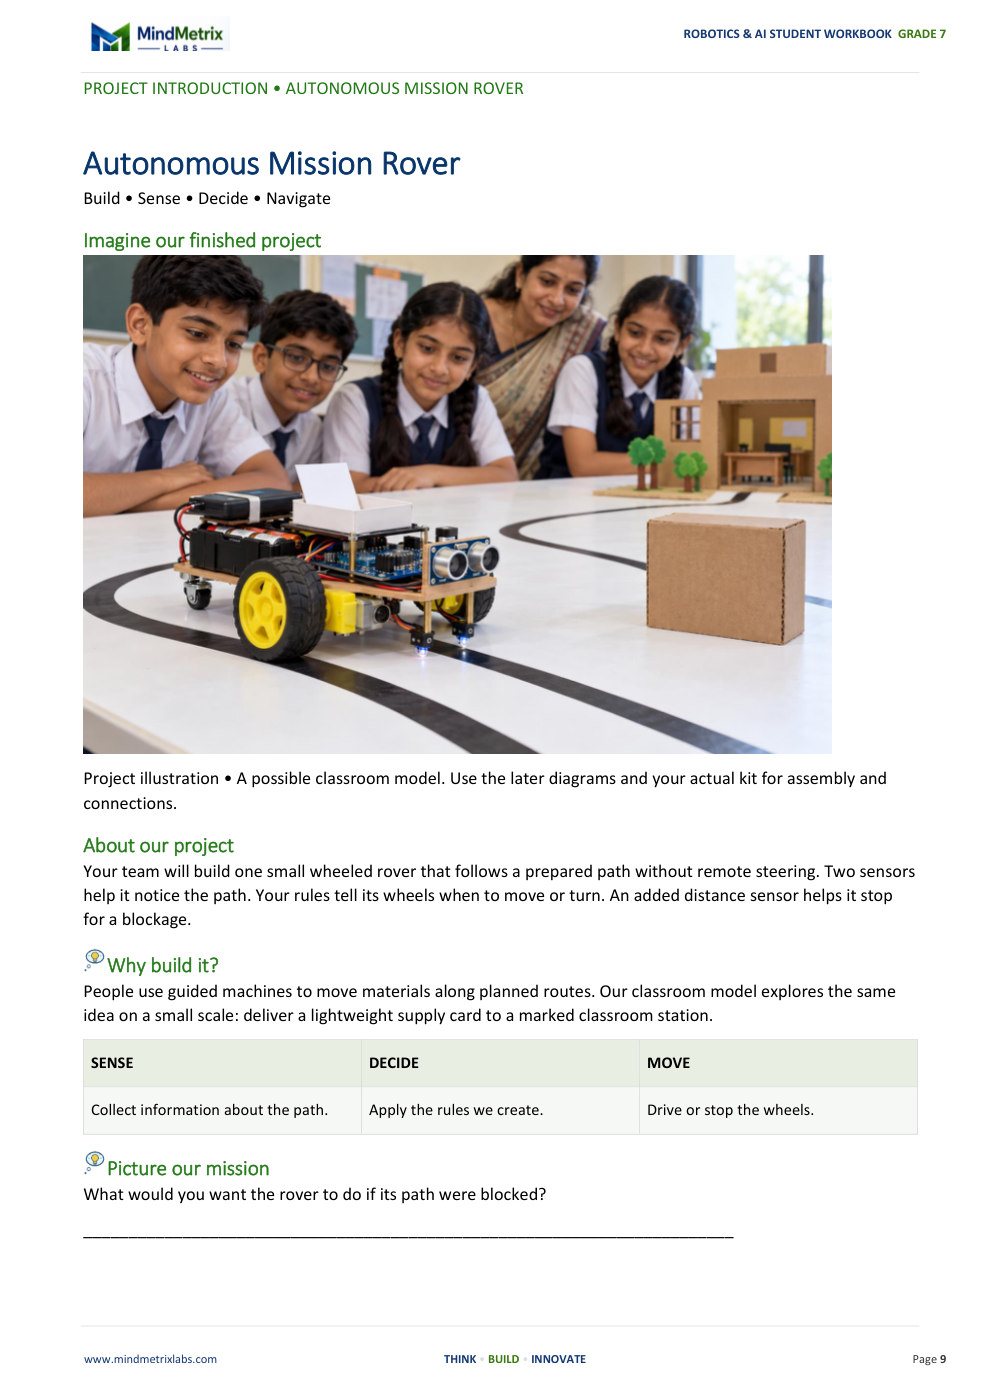 MindMetrix
LABS
ROBOTICS & AI STUDENT WORKBOOK GRADE 7
PROJECT INTRODUCTION • AUTONOMOUS MISSION ROVER
Autonomous Mission Rover
Build • Sense • Decide • Navigate
Imagine our finished project
Project illustration • A possible classroom model. Use the later diagrams and your actual kit for assembly and
connections.
About our project
Your team will build one small wheeled rover that follows a prepared path without remote steering. Two sensors
help it notice the path. Your rules tell its wheels when to move or turn. An added distance sensor helps it stop
for a blockage.
Why build it?
People use guided machines to move materials along planned routes. Our classroom model explores the same
idea on a small scale: deliver a lightweight supply card to a marked classroom station.
SENSE DECIDE MOVE
Collect information about the path. Apply the rules we create. Drive or stop the wheels.
Picture our mission
What would you want the rover to do if its path were blocked?
www.mindmetrixlabs.com THINK • BUILD • INNOVATE Page 9